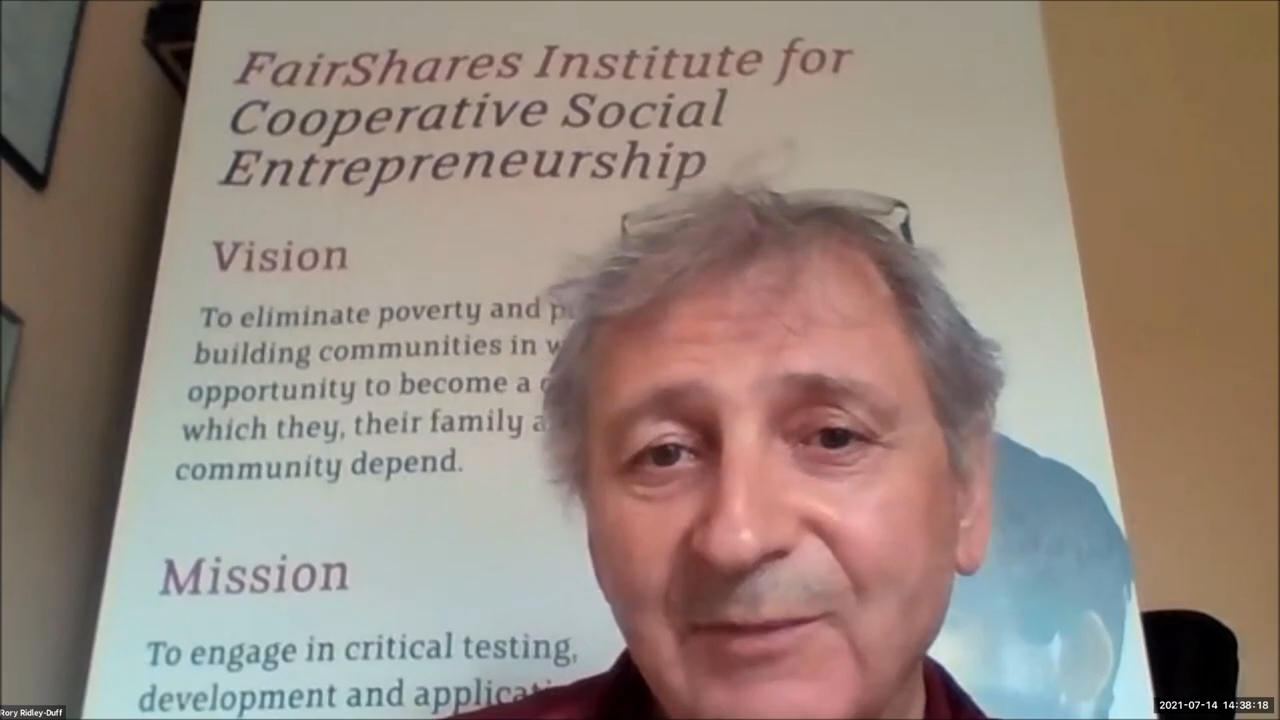 FairShares Institute for
Cooperative Social
Entrepreneurship
Vision
To eliminate poverty and
building communities in
opportunity to become a
which they, their family
community depend.
Mission
To engage in critical testing,
development and
Rory Ridley-Duff
2021-07-14 14:38:18